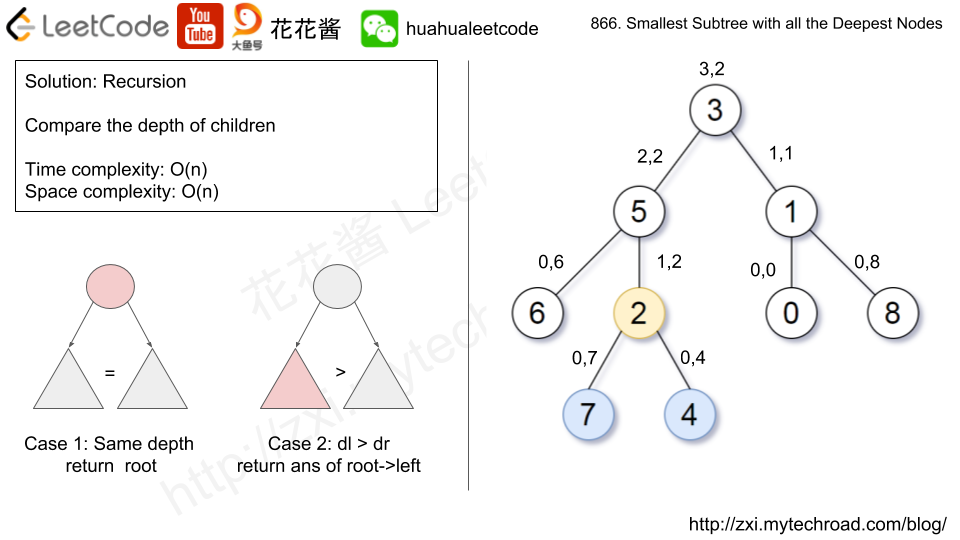 LeetCode
You
Tube
大鱼号
花花酱
huahualeetcode
866. Smallest Subtree with all the Deepest Nodes
Solution: Recursion
Compare the depth of children
Time complexity: O(n)
Space complexity: O(n)
=
Case 1: Same depth
return root
>
Case 2: dl > dr
return ans of root->left
花花酱 Leet
http://zxi.mytech
3,2
3
2,2
1,1
5
1
0,6
1,2
0,0
0,8
6
2
0
8
0,7
0,4
7
4
http://zxi.mytechroad.com/blog/